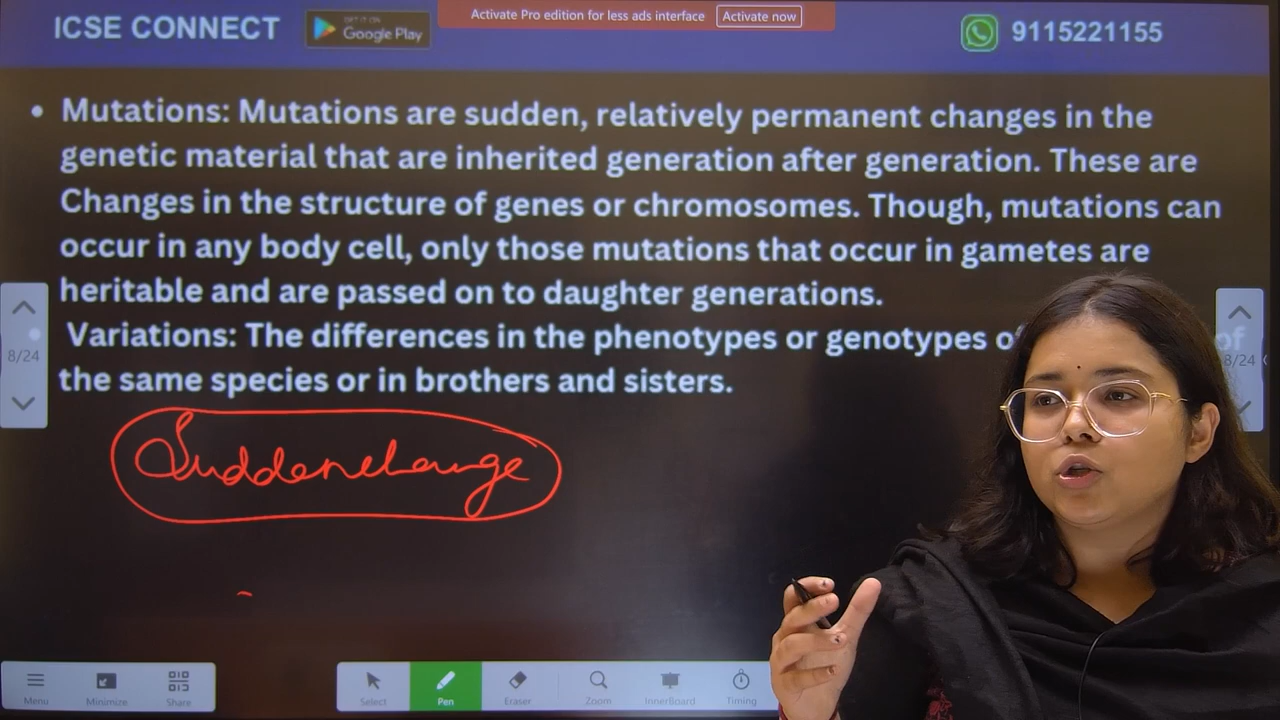 ICSE CONNECT
GET IT ON
Google Play
Activate Pro edition for less ads interface
Activate now
9115221155
• Mutations: Mutations are sudden, relatively permanent changes in the
genetic material that are inherited generation after generation. These are
Changes in the structure of genes or chromosomes. Though, mutations can
occur in any body cell, only those mutations that occur in gametes are
heritable and are passed on to daughter generations.
• Variations: The differences in the phenotypes or genotypes of
the same species or in brothers and sisters.
8/24
8/24
Sudden change
Menu
Minimize
Share
Select
Pen
Eraser
Zoom
InnerBoard
Timing